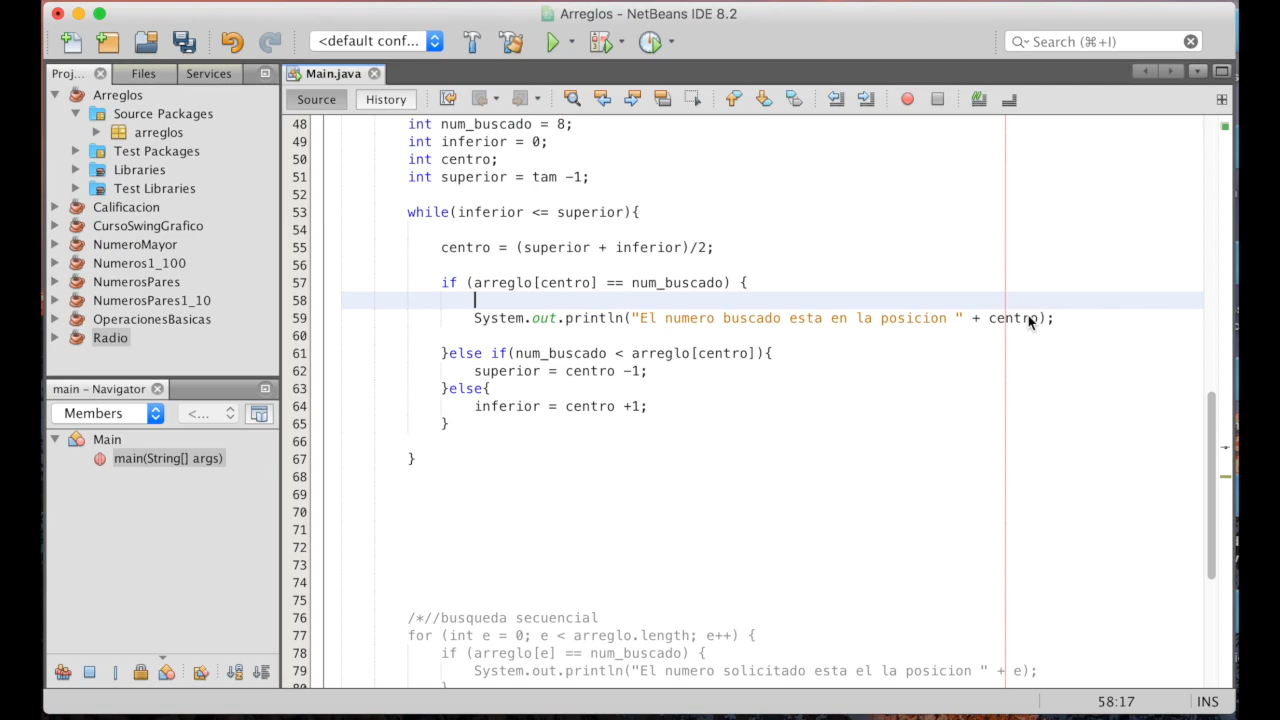 Arreglos - NetBeans IDE 8.2
<default conf...
Search (⌘+I)
Proj...
Files
Services
Main.java
Source
History
Arreglos
Source Packages
arreglos
Test Packages
Libraries
Test Libraries
Calificacion
CursoSwingGrafico
NumeroMayor
Numeros1_100
NumerosPares
NumerosPares1_10
OperacionesBasicas
Radio
main - Navigator
Members
<...
Main
main(String[] args)
48 int num_buscado = 8;
49 int inferior = 0;
50 int centro;
51 int superior = tam -1;
52
53 while(inferior <= superior){
54
55 centro = (superior + inferior)/2;
56
57 if (arreglo[centro] == num_buscado) {
58
59 System.out.println("El numero buscado esta en la posicion " + centro);
60
61 }else if(num_buscado < arreglo[centro]){
62 superior = centro -1;
63 }else{
64 inferior = centro +1;
65 }
66
67 }
68
69
70
71
72
73
74
75
76 /*//busqueda secuencial
77 for (int e = 0; e < arreglo.length; e++) {
78 if (arreglo[e] == num_buscado) {
79 System.out.println("El numero solicitado esta el la posicion " + e);
80 }
58:17
INS